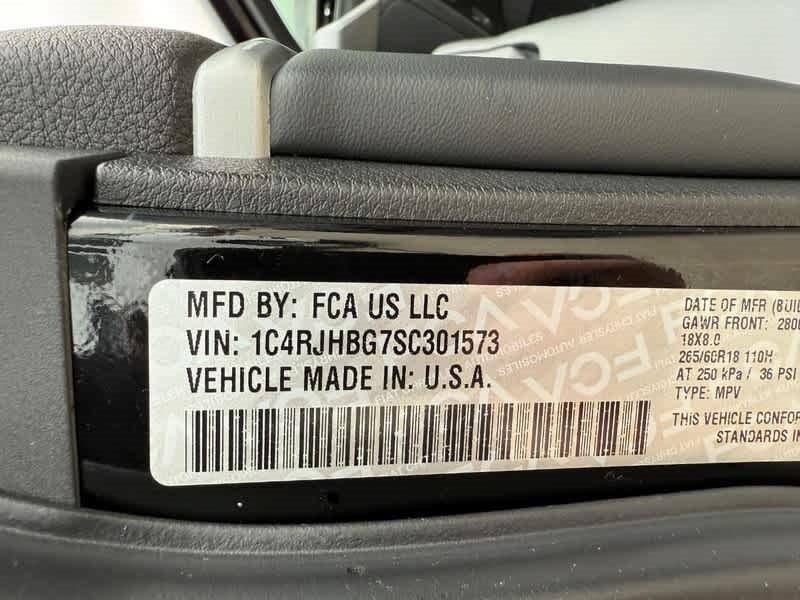 MFD BY: FCA US LLC
VIN: 1C4RJHBG7SC301573
VEHICLE MADE IN: U.S.A.
DATE OF MFR
GAWR FRONT:
18X8.0
265/60R18 110H
AT 250 kPa / 36 PSI
TYPE: MPV
THIS VEHICLE
STANDARDS IN